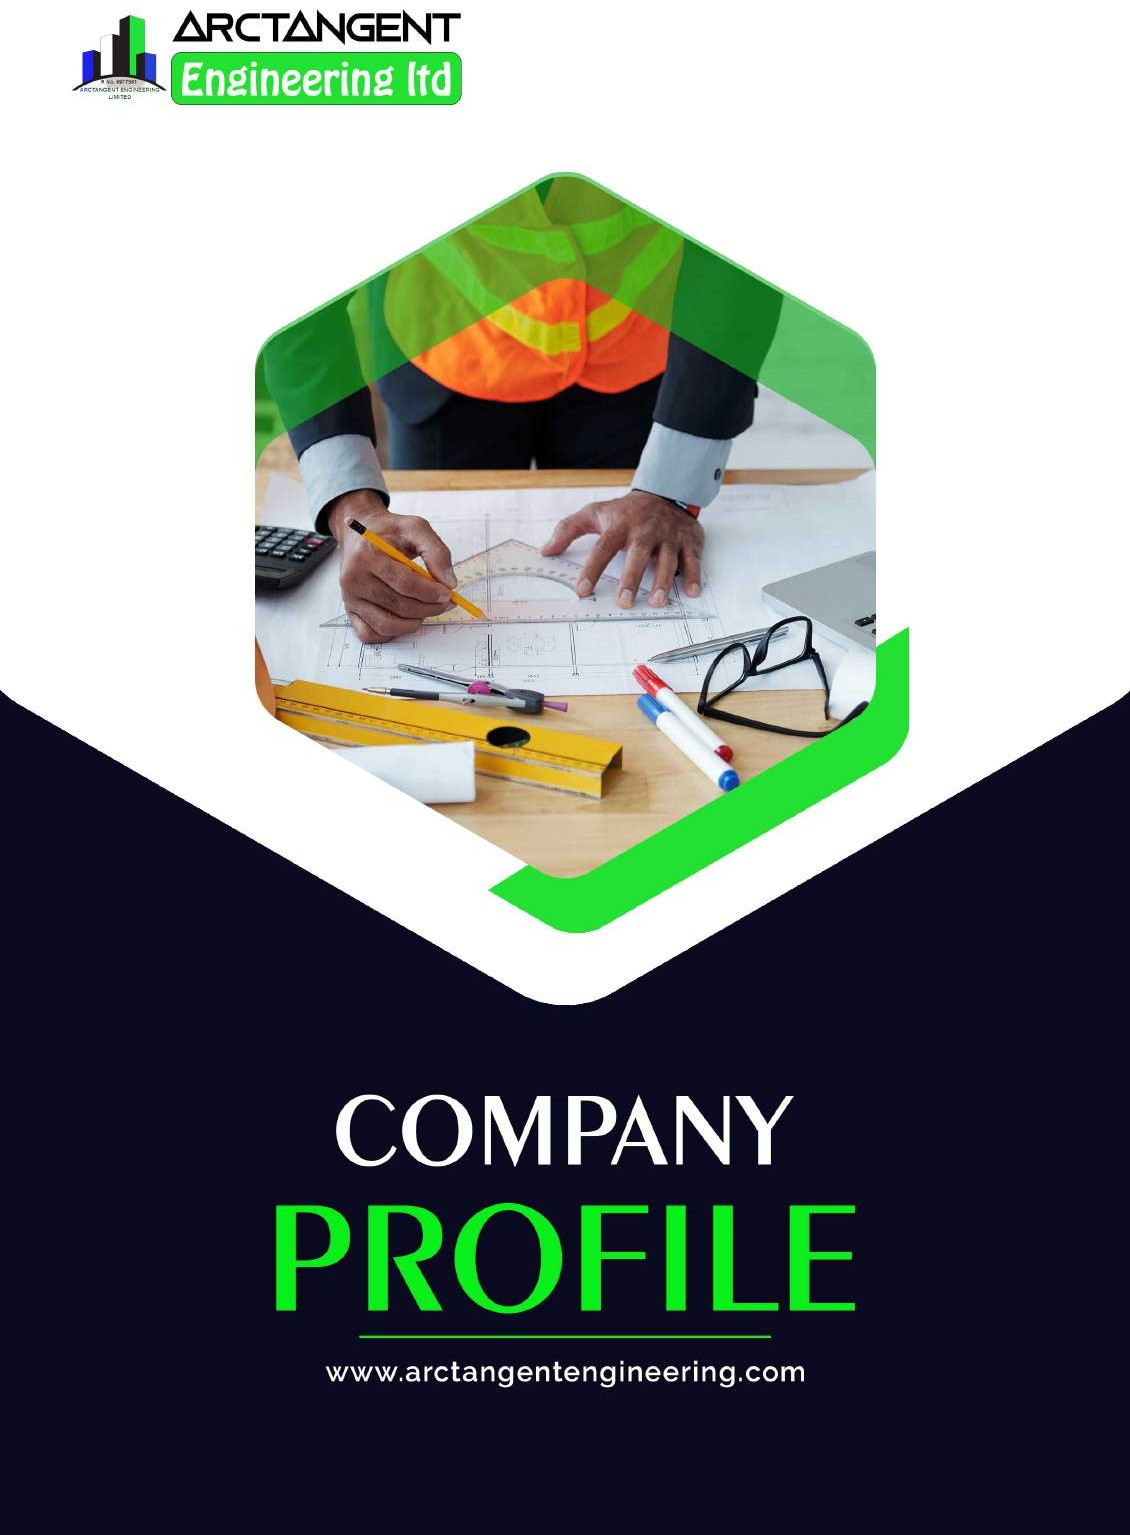 ARCTANGENT
Engineering ltd
ARCTANGENT ENGINEERING
LIMITED
COMPANY
PROFILE
www.arctangentengineering.com